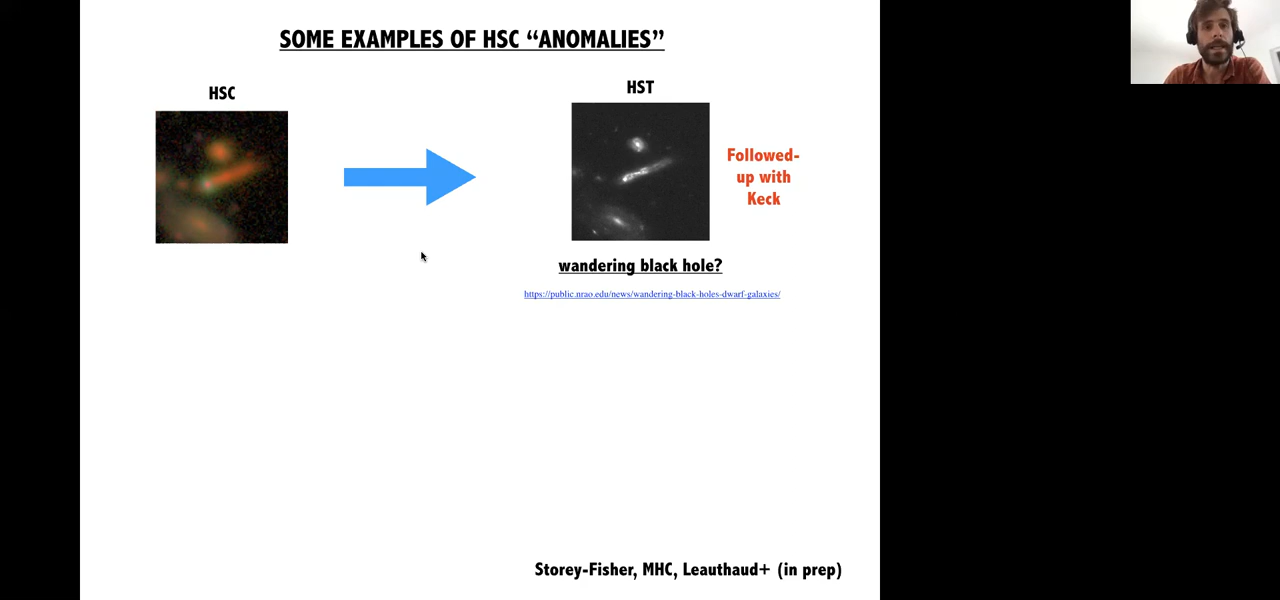 SOME EXAMPLES OF HSC “ANOMALIES”
HSC
HST
Followed-
up with
Keck
wandering black hole?
https://public.nrao.edu/news/wandering-black-holes-dwarf-galaxies/
Storey-Fisher, MHC, Leauthaud+ (in prep)